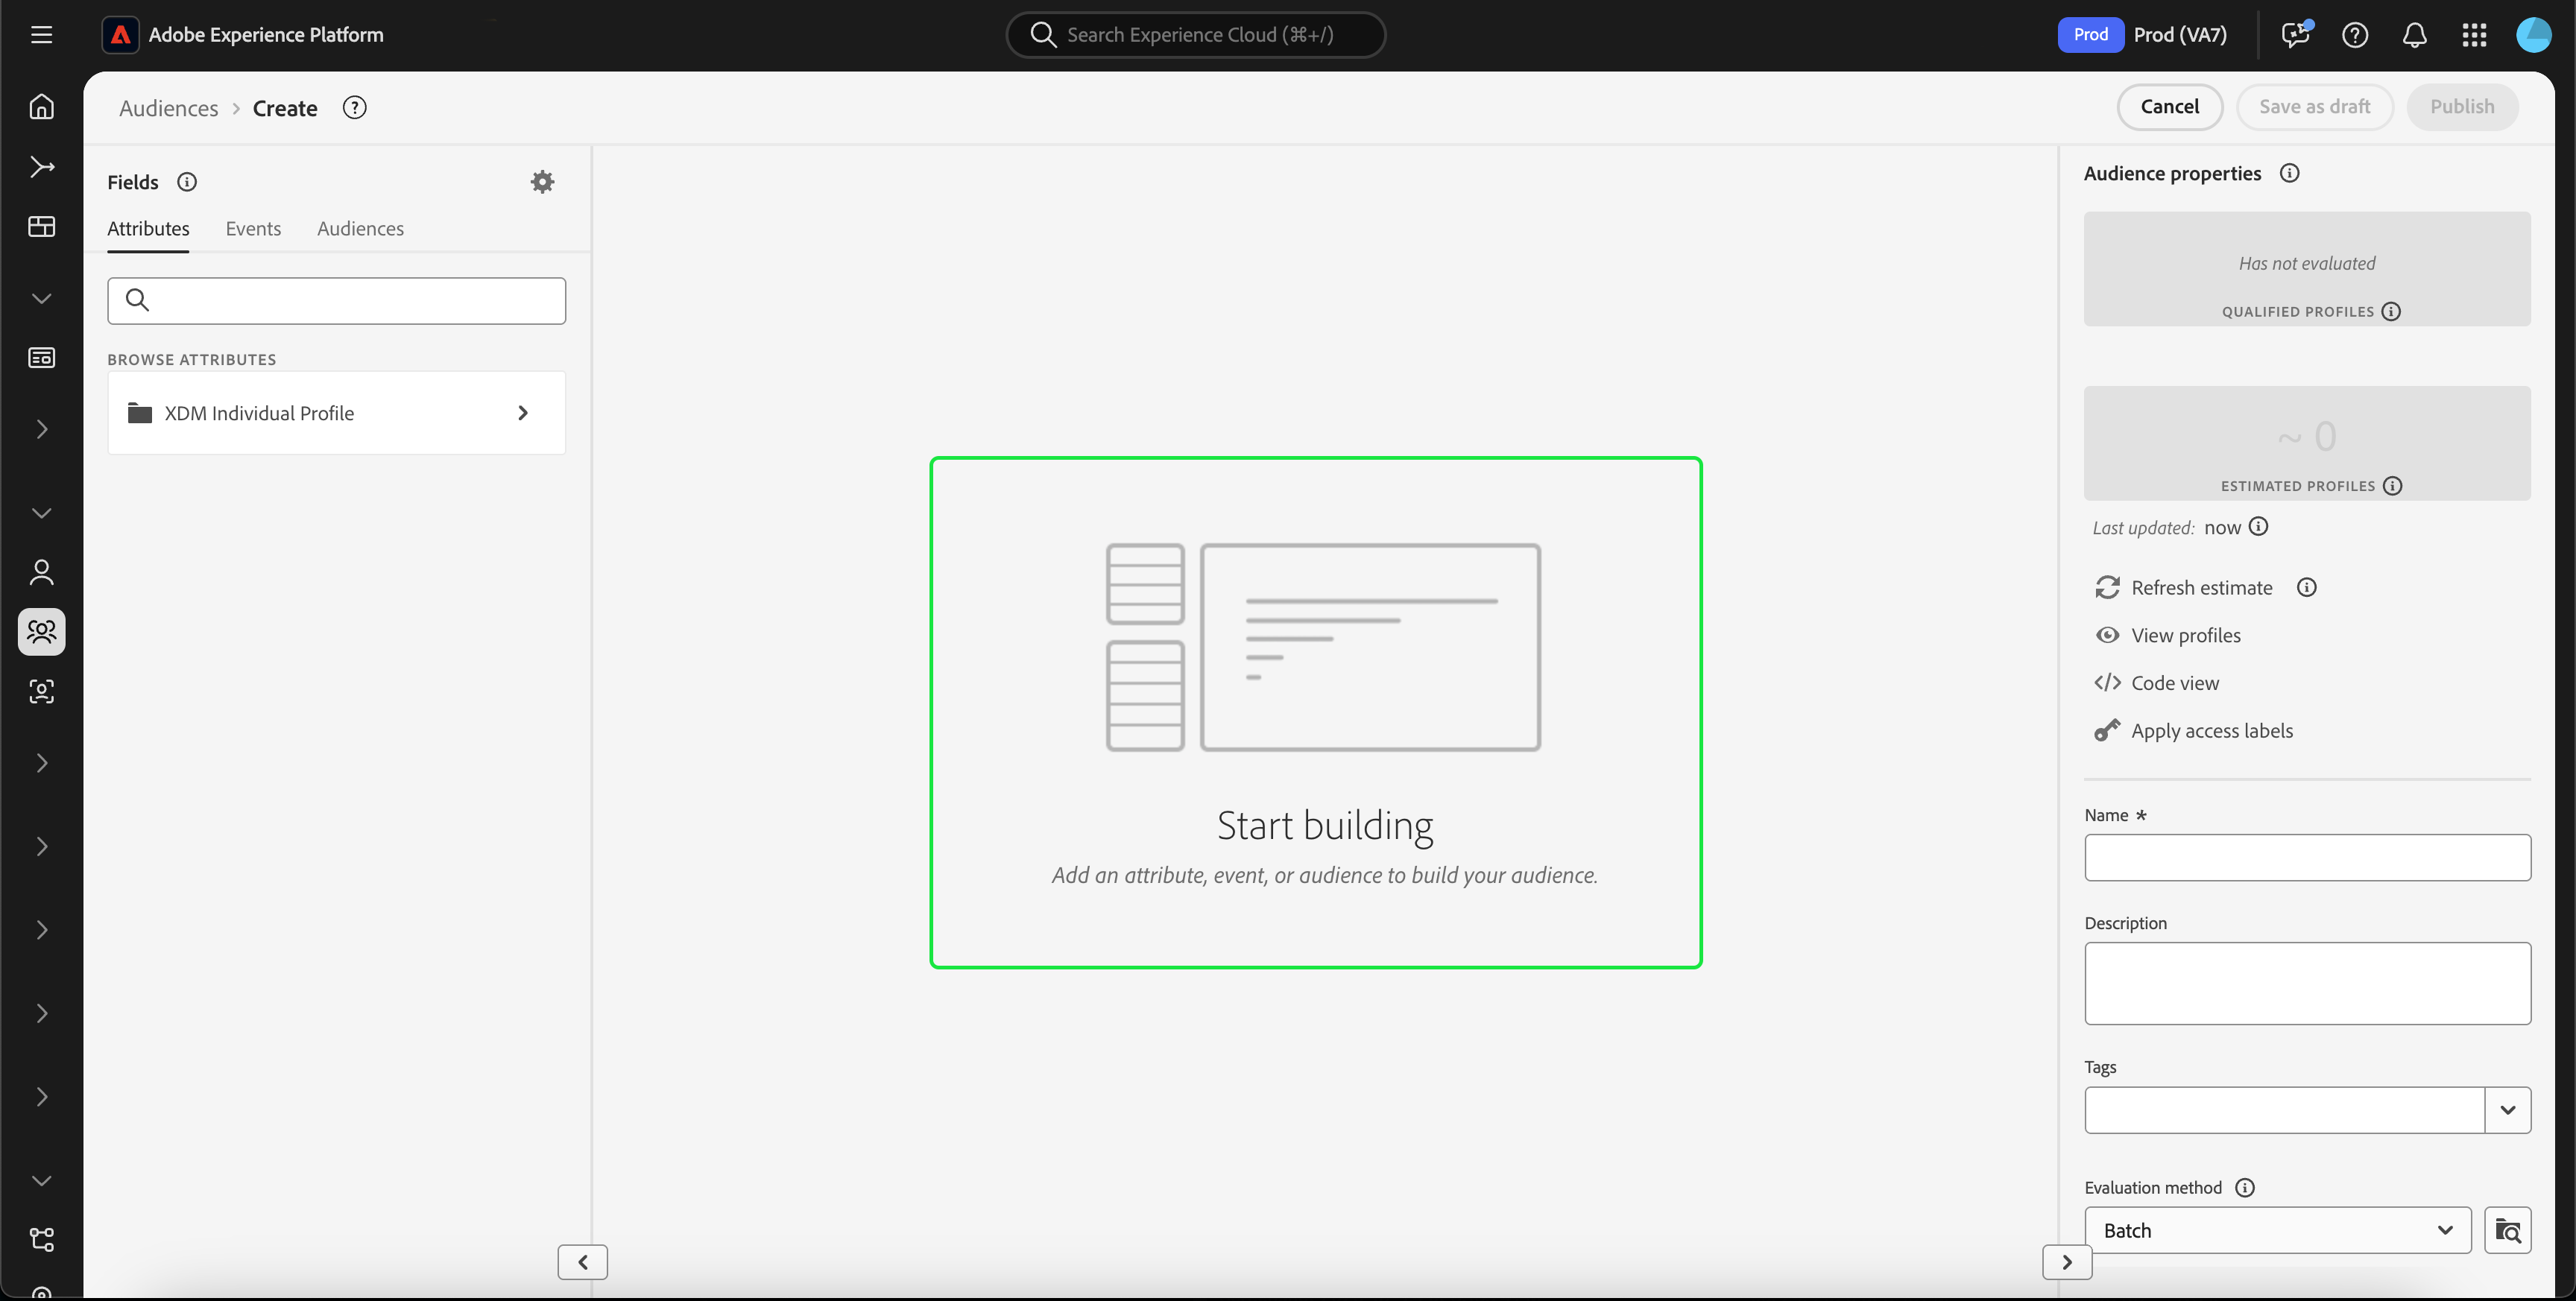 Adobe Experience Platform
Search Experience Cloud (⌘+/)
Prod
Prod (VA7)
Audiences > Create
Cancel
Save as draft
Publish
Fields
Attributes
Events
Audiences
BROWSE ATTRIBUTES
XDM Individual Profile
Start building
Add an attribute, event, or audience to build your audience.
Audience properties
Has not evaluated
QUALIFIED PROFILES
~ 0
ESTIMATED PROFILES
Last updated: now
Refresh estimate
View profiles
Code view
Apply access labels
Name *
Description
Tags
Evaluation method
Batch